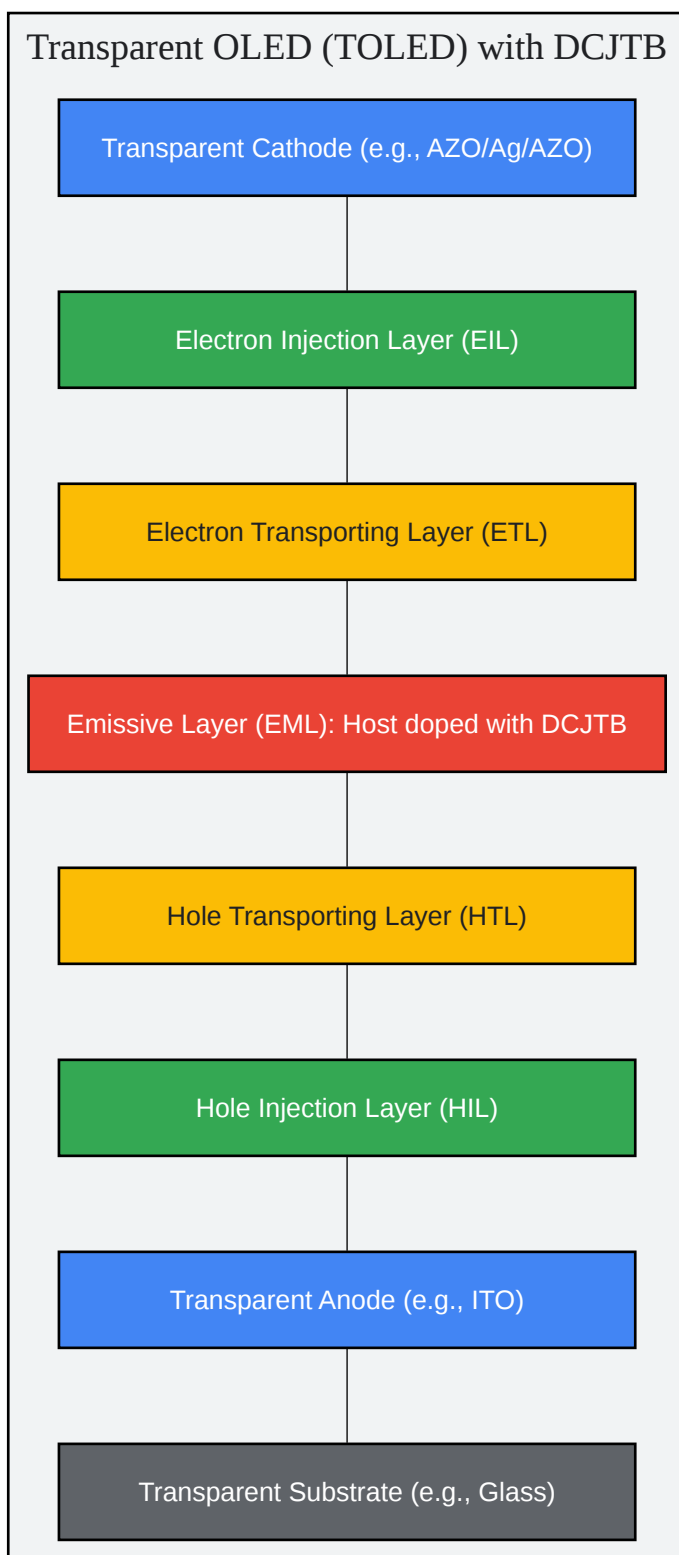 Transparent OLED (TOLED) with DCJTB
Transparent Cathode (e.g., AZO/Ag/AZO)
Electron Injection Layer (EIL)
Electron Transporting Layer (ETL)
Emissive Layer (EML): Host doped with DCJTB
Hole Transporting Layer (HTL)
Hole Injection Layer (HIL)
Transparent Anode (e.g., ITO)
Transparent Substrate (e.g., Glass)